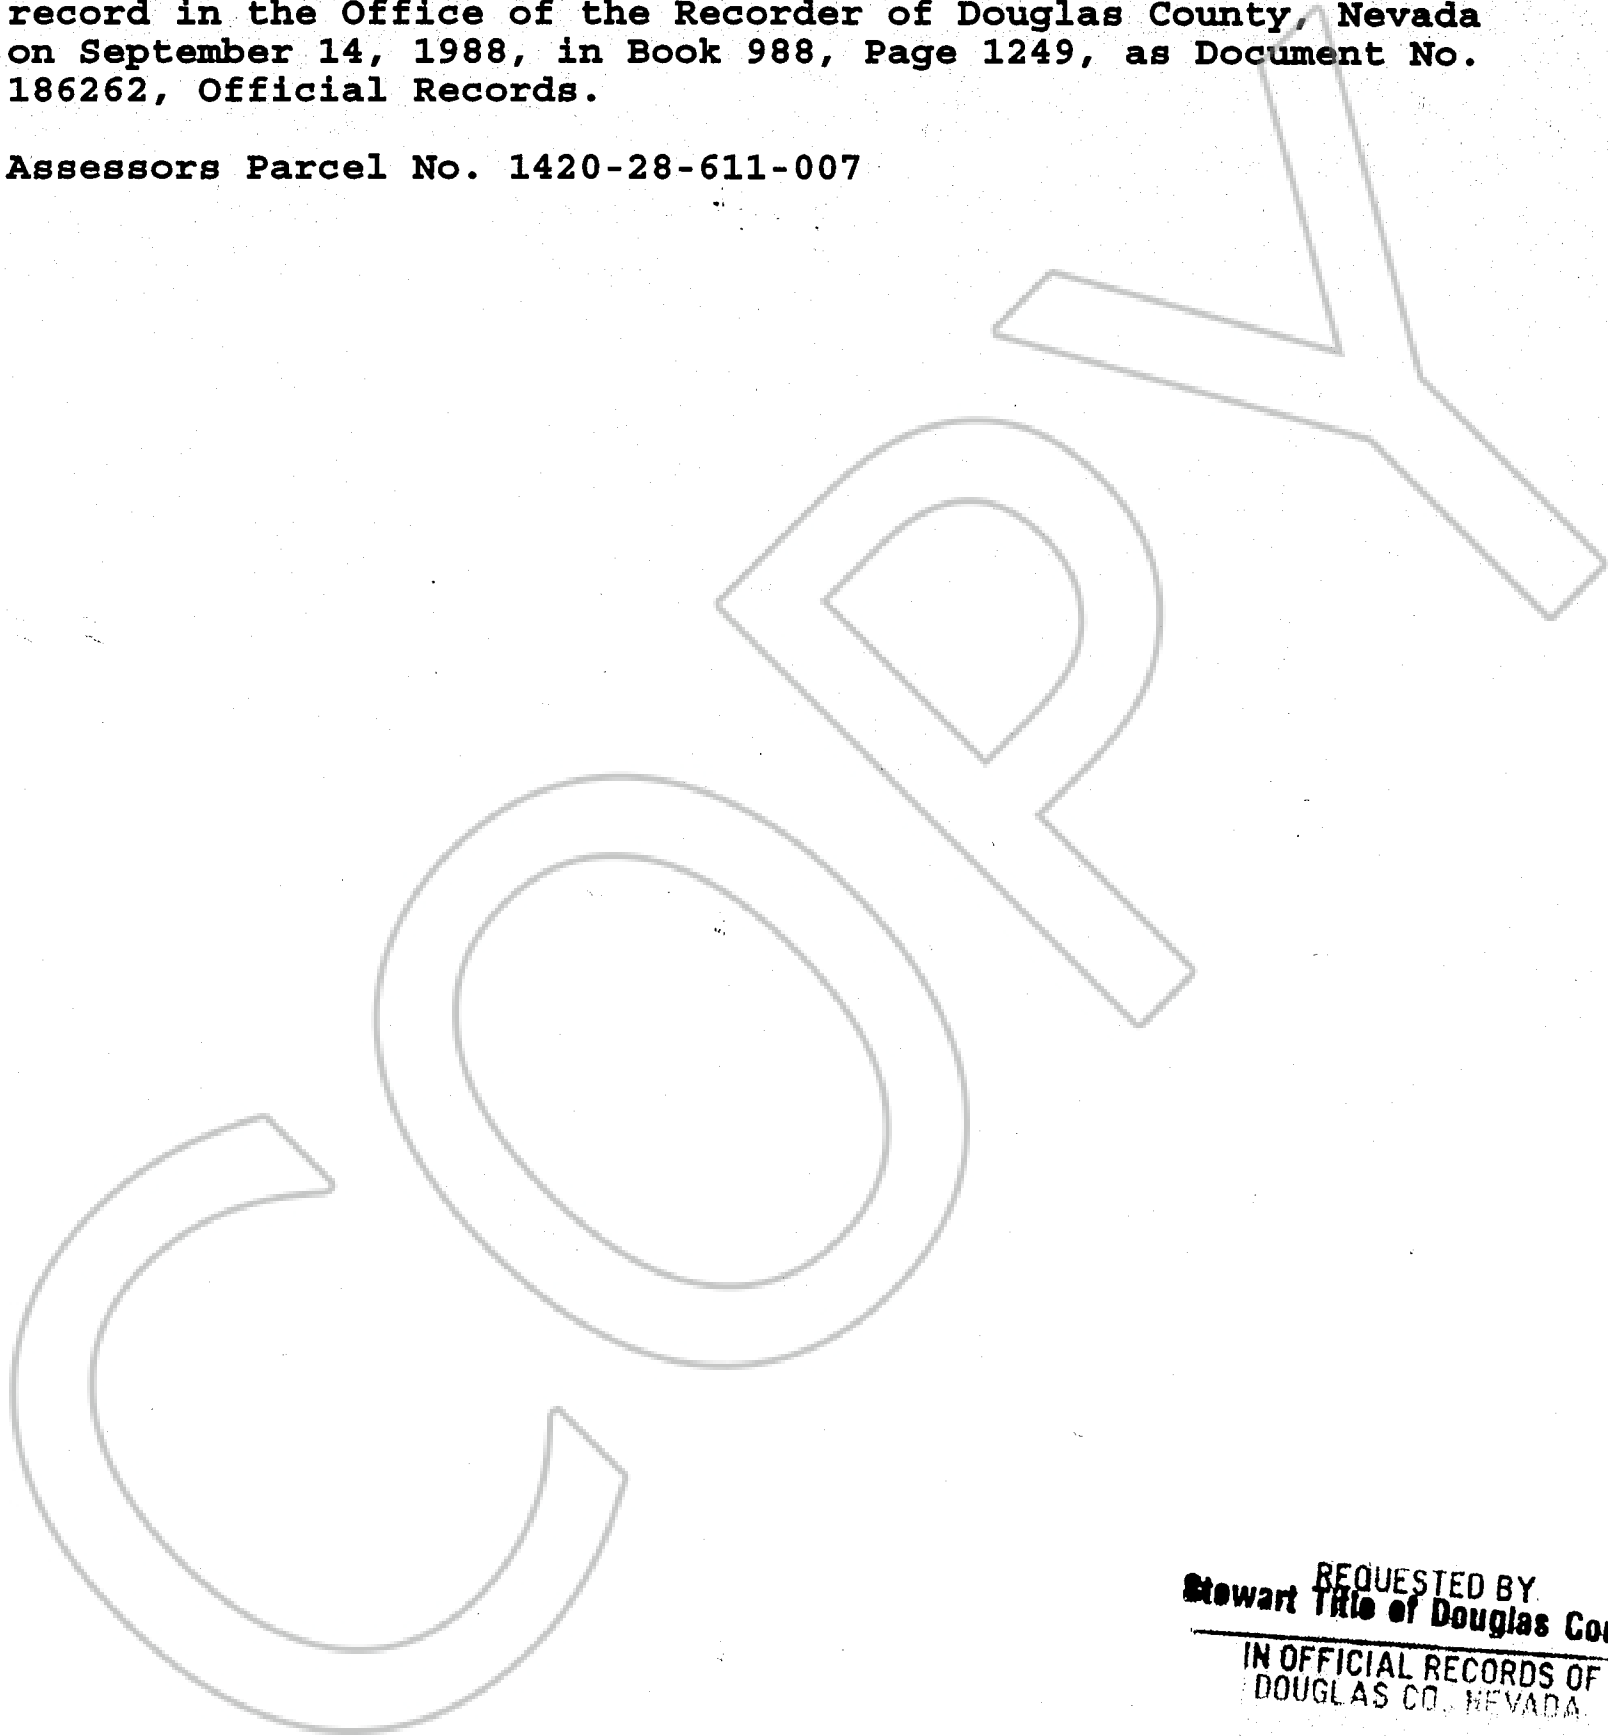 record in the Office of the Recorder of Douglas County, Nevada
on September 14, 1988, in Book 988, Page 1249, as Document No.
186262, Official Records.
Assessors Parcel No. 1420-28-611-007
COPY
REQUESTED BY
Stewart Title of Douglas Cou
IN OFFICIAL RECORDS OF
DOUGLAS CO., NEVADA